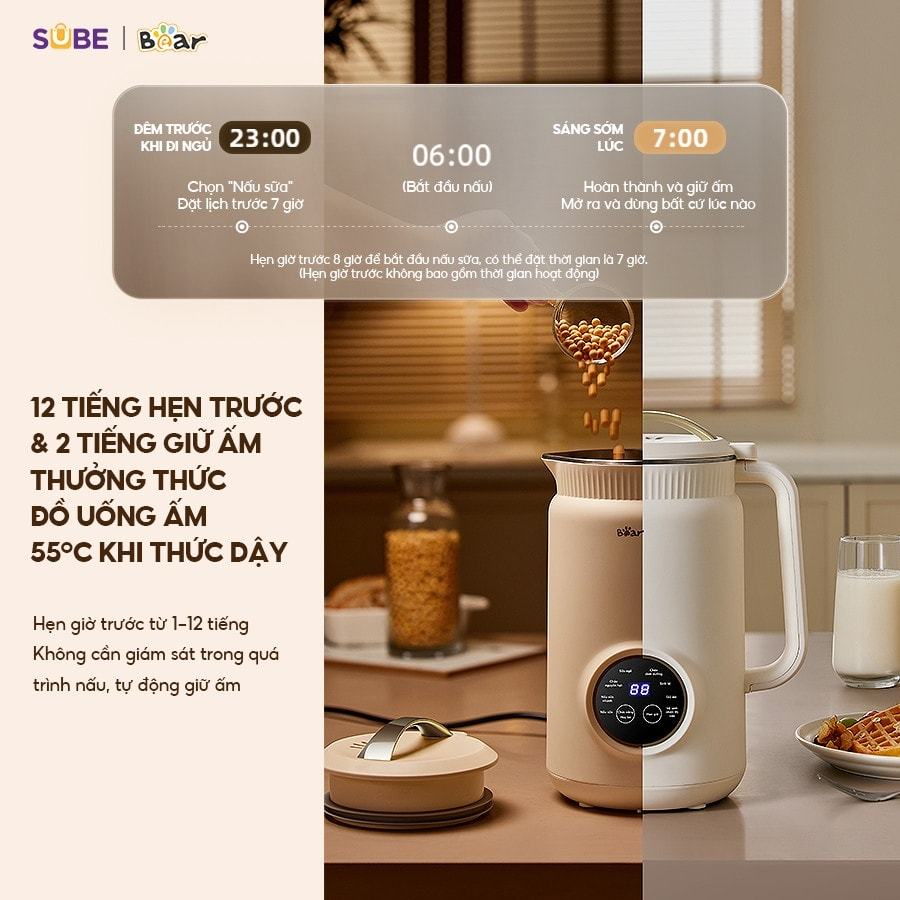 SUBE | Bear
ĐÊM TRƯỚC
KHI ĐI NGỦ
23:00
Chọn "Nấu sữa"
Đặt lịch trước 7 giờ
06:00
(Bắt đầu nấu)
SÁNG SỚM
LÚC
7:00
Hoàn thành và giữ ấm
Mở ra và dùng bất cứ lúc nào
Hẹn giờ trước 8 giờ để bắt đầu nấu sữa, có thể đặt thời gian là 7 giờ.
(Hẹn giờ trước không bao gồm thời gian hoạt động)
12 TIẾNG HẸN TRƯỚC
& 2 TIẾNG GIỮ ẤM
THƯỞNG THỨC
ĐỒ UỐNG ẤM
55°C KHI THỨC DẬY
Hẹn giờ trước từ 1-12 tiếng
Không cần giám sát trong quá
trình nấu, tự động giữ ấm
Bear
88